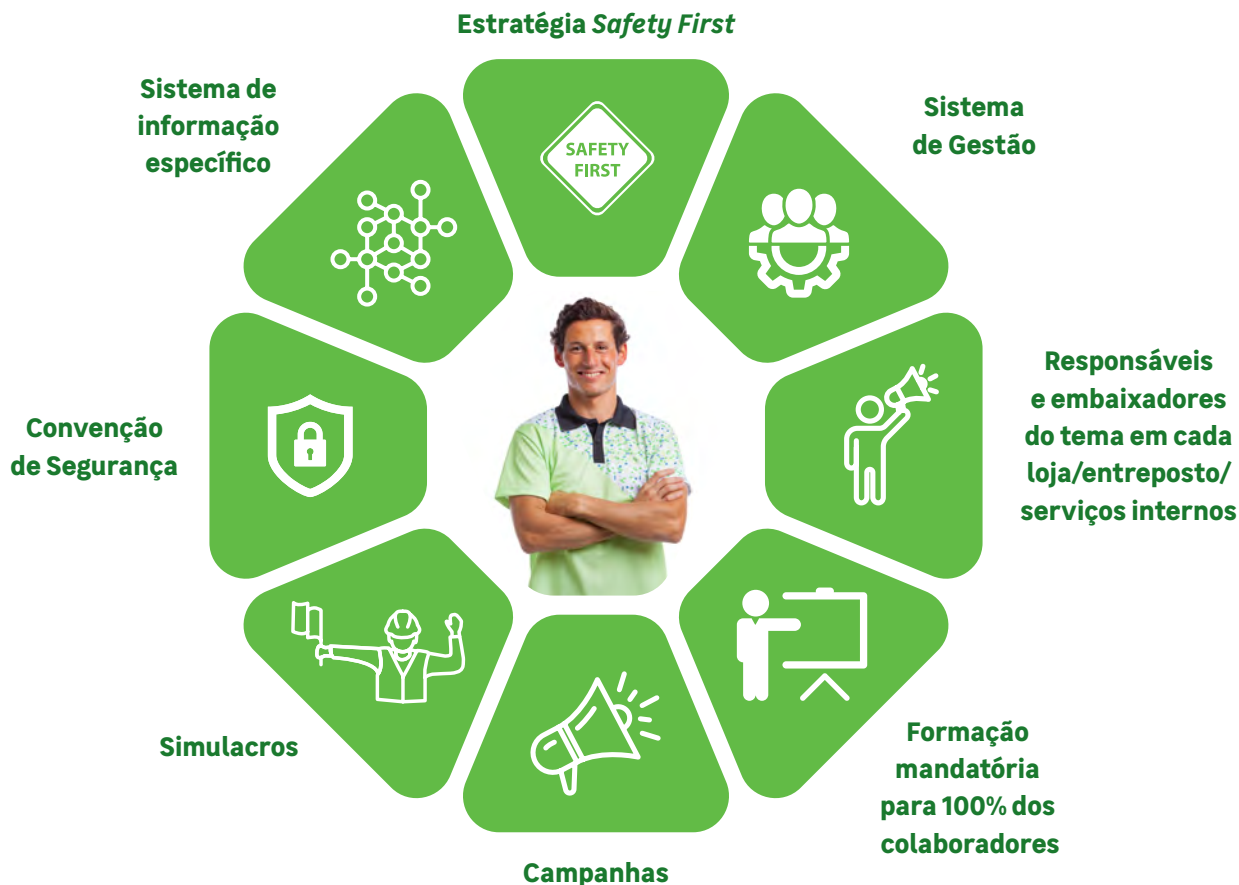 Estratégia Safety First
SAFETY
FIRST
Sistema
de Gestão
Responsáveis
e embaixadores
do tema em cada
loja/entreposto/
serviços internos
Formação
mandatória
para 100% dos
colaboradores
Campanhas
Simulacros
Convenção
de Segurança
Sistema de
informação
específico